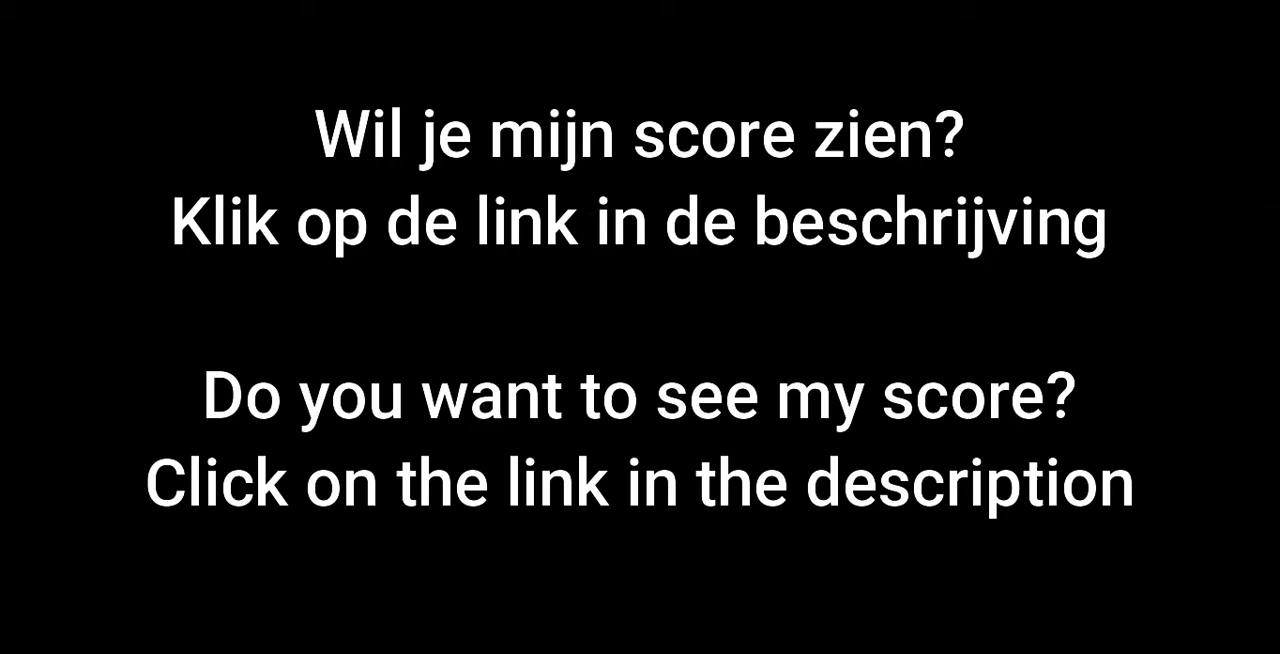 Wil je mijn score zien?
Klik op de link in de beschrijving
Do you want to see my score?
Click on the link in the description